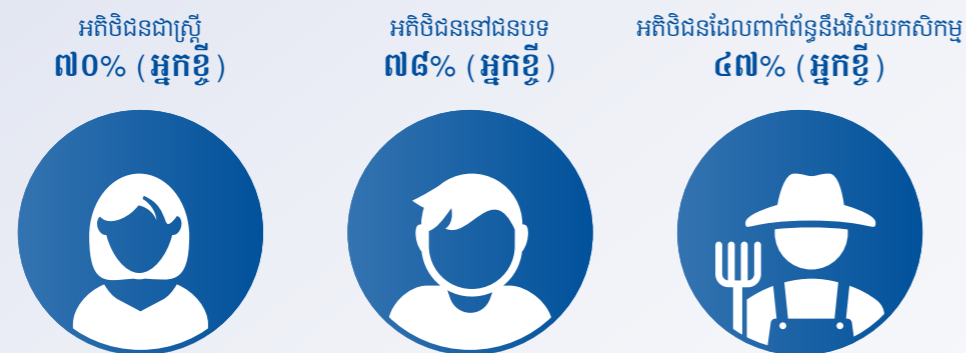 អតិថិជនជាស្ត្រី
៧០% (អ្នកខ្ចី)
អតិថិជននៅជនបទ
៧៨% (អ្នកខ្ចី)
អតិថិជនដែលពាក់ព័ន្ធនឹងវិស័យកសិកម្ម
៤៧% (អ្នកខ្ចី)